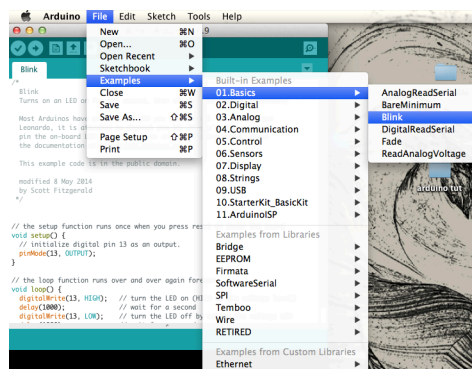 Arduino File Edit Sketch Tools Help
.9
New ⌘N
Open... ⌘O
Open Recent
Sketchbook
Examples
Close ⌘W
Save ⌘S
Save As... ⇧⌘S
Page Setup ⇧⌘P
Print ⌘P
Built-in Examples
01.Basics
02.Digital
03.Analog
04.Communication
05.Control
06.Sensors
07.Display
08.Strings
09.USB
10.StarterKit_BasicKit
11.ArduinoISP
Examples from Libraries
Bridge
EEPROM
Firmata
SoftwareSerial
SPI
Temboo
Wire
RETIRED
Examples from Custom Libraries
Ethernet
AnalogReadSerial
BareMinimum
Blink
DigitalReadSerial
Fade
ReadAnalogVoltage
arduino tut
Blink
/*
Blink
Turns on an LED on
Most Arduinos have
Leonardo, it is at
pin the on-board L
the documentation
This example code is in the public domain.
modified 8 May 2014
by Scott Fitzgerald
*/
// the setup function runs once when you press res
void setup() {
// initialize digital pin 13 as an output.
pinMode(13, OUTPUT);
}
// the loop function runs over and over again fore
void loop() {
digitalWrite(13, HIGH); // turn the LED on (HI
delay(1000); // wait for a second
digitalWrite(13, LOW); // turn the LED off by